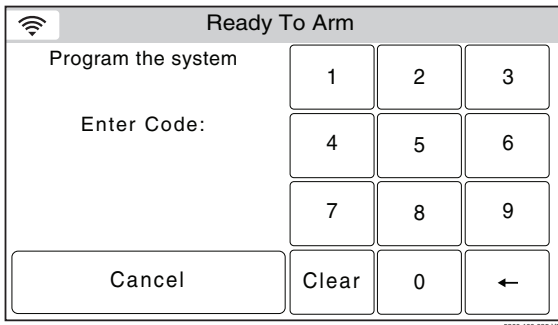 Ready To Arm
Program the system
Enter Code:
1 2 3
4 5 6
7 8 9
Cancel Clear 0 ←